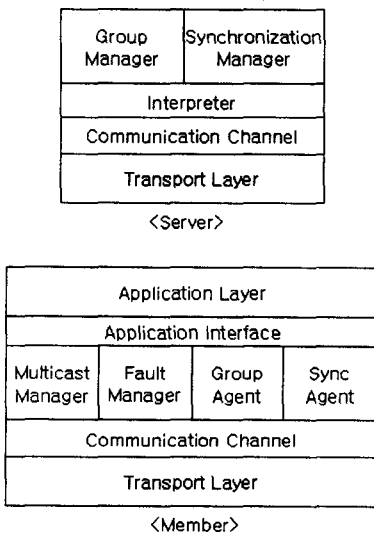 Group
Manager
Synchronization
Manager
Interpreter
Communication Channel
Transport Layer
<Server>
Application Layer
Application Interface
Multicast
Manager
Fault
Manager
Group
Agent
Sync
Agent
Communication Channel
Transport Layer
<Member>